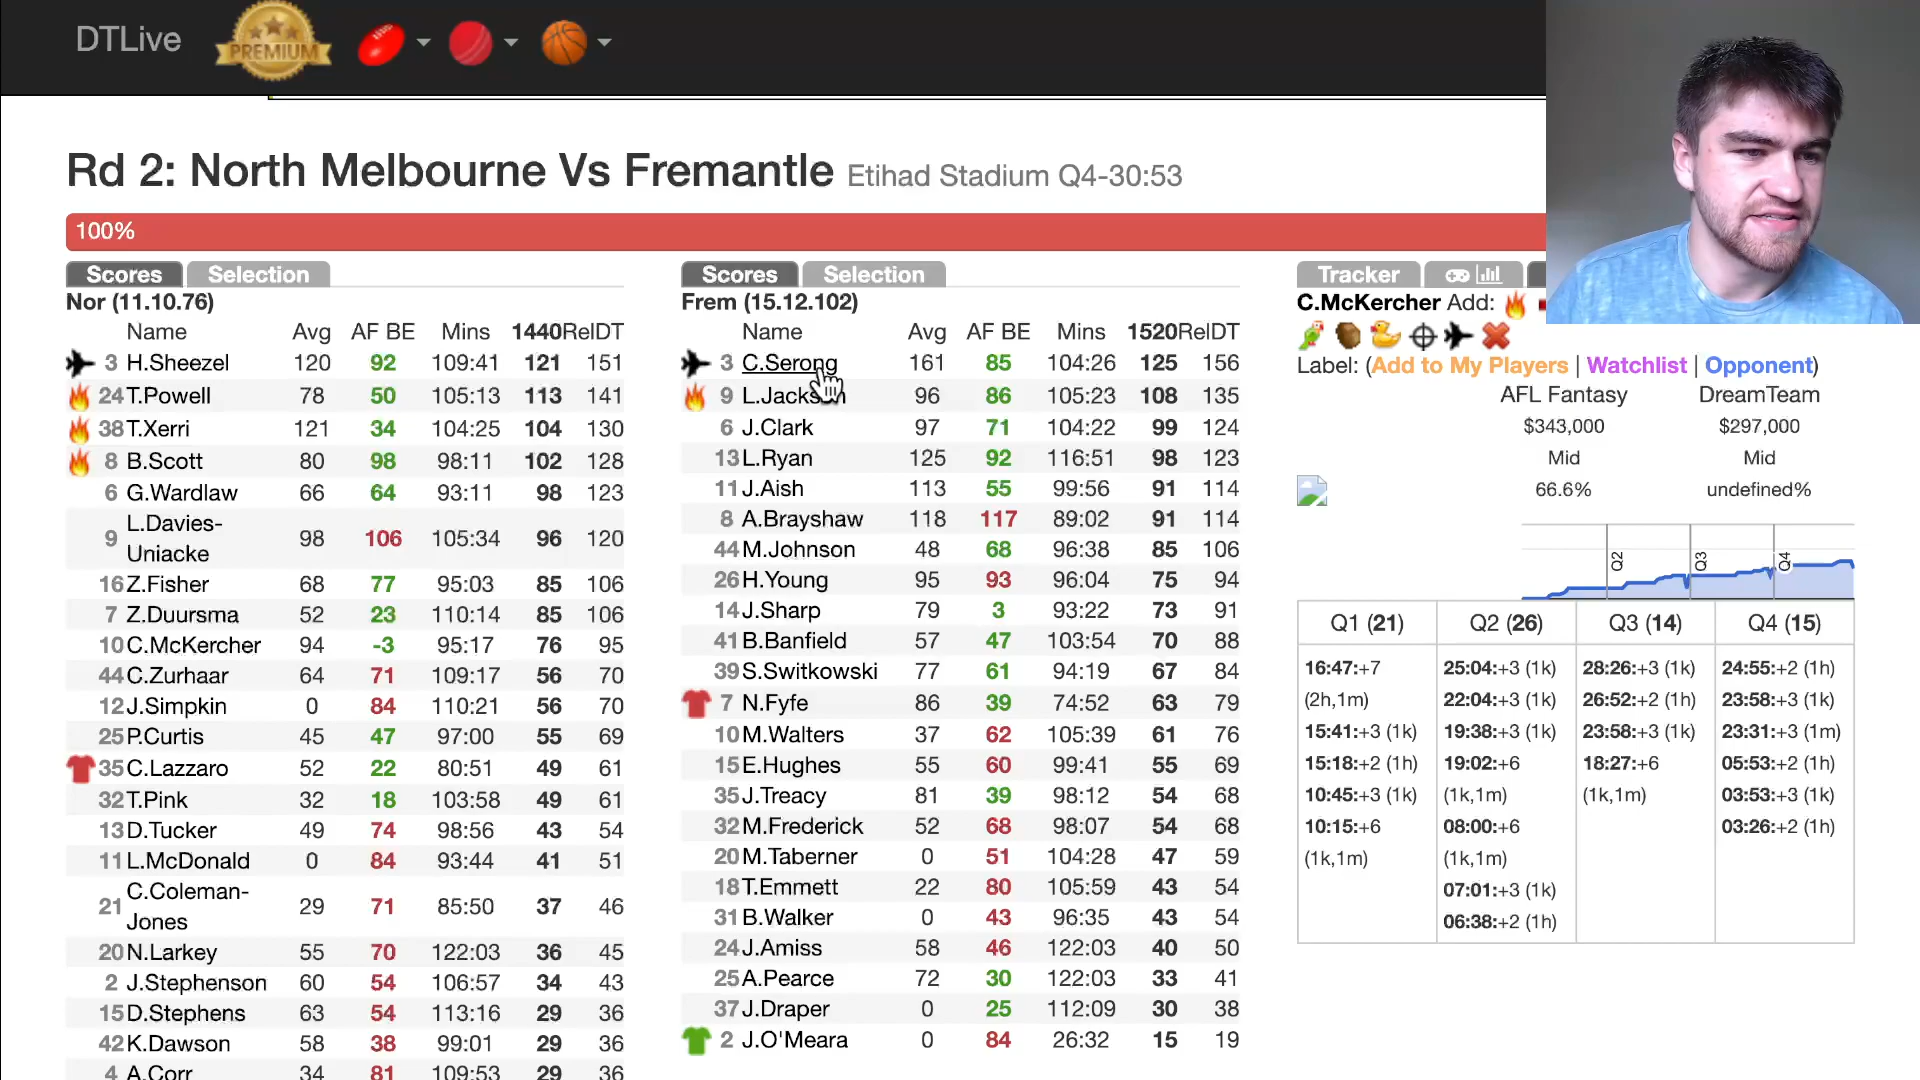 DTLive PREMIUM
Rd 2: North Melbourne Vs Fremantle Etihad Stadium Q4-30:53
100%
Scores Selection
Nor (11.10.76)
Name Avg AF BE Mins 1440 RelDT
3 H.Sheezel 120 92 109:41 121 151
24 T.Powell 78 50 105:13 113 141
38 T.Xerri 121 34 104:25 104 130
8 B.Scott 80 98 98:11 102 128
6 G.Wardlaw 66 64 93:11 98 123
9 L.Davies-
Uniacke 98 106 105:34 96 120
16 Z.Fisher 68 77 95:03 85 106
7 Z.Duursma 52 23 110:14 85 106
10 C.McKercher 94 -3 95:17 76 95
44 C.Zurhaar 64 71 109:17 56 70
12 J.Simpkin 0 84 110:21 56 70
25 P.Curtis 45 47 97:00 55 69
35 C.Lazzaro 52 22 80:51 49 61
32 T.Pink 32 18 103:58 49 61
13 D.Tucker 49 74 98:56 43 54
11 L.McDonald 0 84 93:44 41 51
21 C.Coleman-
Jones 29 71 85:50 37 46
20 N.Larkey 55 70 122:03 36 45
2 J.Stephenson 60 54 106:57 34 43
15 D.Stephens 63 54 113:16 29 36
42 K.Dawson 58 38 99:01 29 36
4 A.Corr 34 81 109:53 29 36
Scores Selection
Frem (15.12.102)
Name Avg AF BE Mins 1520 RelDT
3 C.Serong 161 85 104:26 125 156
9 L.Jackson 96 86 105:23 108 135
6 J.Clark 97 71 104:22 99 124
13 L.Ryan 125 92 116:51 98 123
11 J.Aish 113 55 99:56 91 114
8 A.Brayshaw 118 117 89:02 91 114
44 M.Johnson 48 68 96:38 85 106
26 H.Young 95 93 96:04 75 94
14 J.Sharp 79 3 93:22 73 91
41 B.Banfield 57 47 103:54 70 88
39 S.Switkowski 77 61 94:19 67 84
7 N.Fyfe 86 39 74:52 63 79
10 M.Walters 37 62 105:39 61 76
15 E.Hughes 55 60 99:41 55 69
35 J.Treacy 81 39 98:12 54 68
32 M.Frederick 52 68 98:07 54 68
20 M.Taberner 0 51 104:28 47 59
18 T.Emmett 22 80 105:59 43 54
31 B.Walker 0 43 96:35 43 54
24 J.Amiss 58 46 122:03 40 50
25 A.Pearce 72 30 122:03 33 41
37 J.Draper 0 25 112:09 30 38
2 J.O'Meara 0 84 26:32 15 19
Tracker
C.McKercher Add:
Label: (Add to My Players | Watchlist | Opponent)
AFL Fantasy DreamTeam
$343,000 $297,000
Mid Mid
66.6% undefined%
Q2 Q3 Q4
Q1 (21) Q2 (26) Q3 (14) Q4 (15)
16:47:+7 25:04:+3 (1k) 28:26:+3 (1k) 24:55:+2 (1h)
(2h,1m) 22:04:+3 (1k) 26:52:+2 (1h) 23:58:+3 (1k)
15:41:+3 (1k) 19:38:+3 (1k) 23:58:+3 (1k) 23:31:+3 (1m)
15:18:+2 (1h) 19:02:+6 18:27:+6 05:53:+2 (1h)
10:45:+3 (1k) (1k,1m) (1k,1m) 03:53:+3 (1k)
10:15:+6 08:00:+6 03:26:+2 (1h)
(1k,1m) (1k,1m)
07:01:+3 (1k)
06:38:+2 (1h)